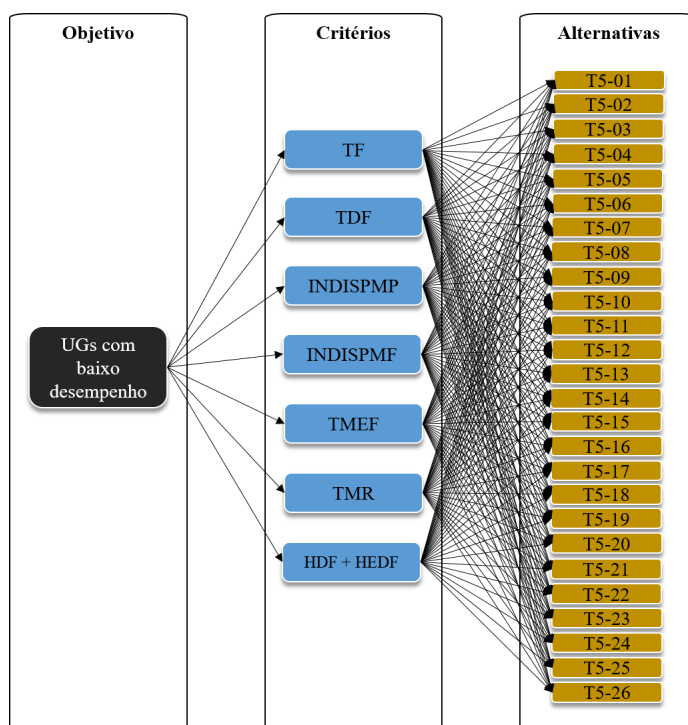 Objetivo
Critérios
Alternativas
UGs com
baixo
desempenho
TF
TDF
INDISPMP
INDISPMF
TMEF
TMR
HDF + HEDF
T5-01
T5-02
T5-03
T5-04
T5-05
T5-06
T5-07
T5-08
T5-09
T5-10
T5-11
T5-12
T5-13
T5-14
T5-15
T5-16
T5-17
T5-18
T5-19
T5-20
T5-21
T5-22
T5-23
T5-24
T5-25
T5-26